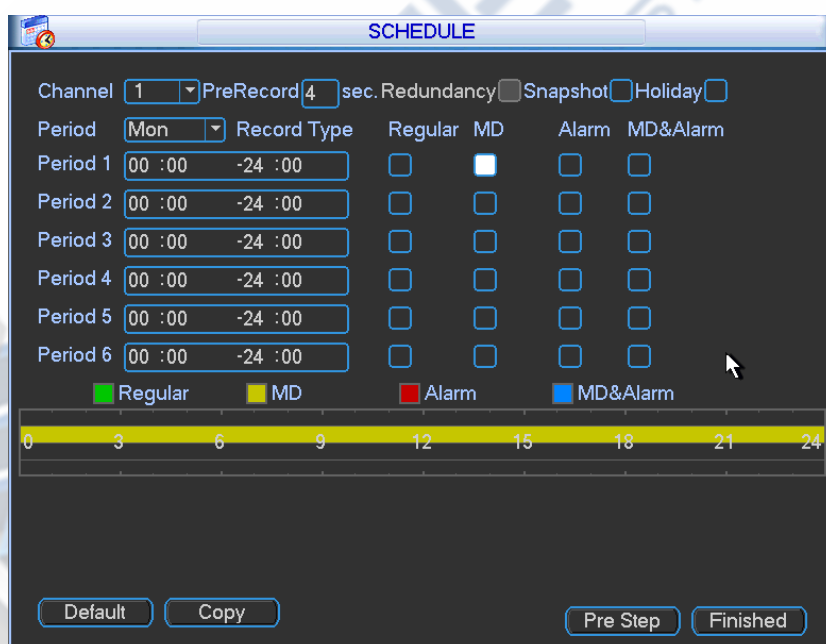 SCHEDULE
Channel 1 PreRecord 4 sec. Redundancy Snapshot Holiday
Period Mon Record Type Regular MD Alarm MD&Alarm
Period 1 00 :00 -24 :00
Period 2 00 :00 -24 :00
Period 3 00 :00 -24 :00
Period 4 00 :00 -24 :00
Period 5 00 :00 -24 :00
Period 6 00 :00 -24 :00
Regular MD Alarm MD&Alarm
0 3 6 9 12 15 18 21 24
Default Copy Pre Step Finished